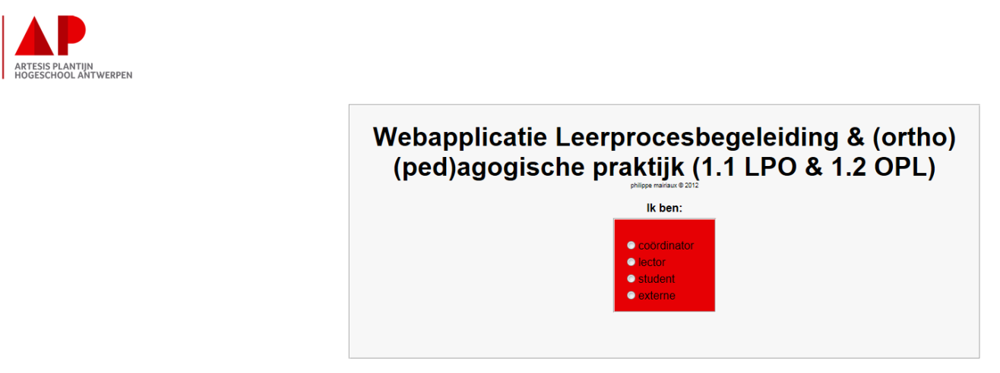 AP
ARTESIS PLANTIJN
HOGESCHOOL ANTWERPEN
Webapplicatie Leerprocesbegeleiding & (ortho)
(ped)agogische praktijk (1.1 LPO & 1.2 OPL)
philippe mairiaux © 2012
Ik ben:
coördinator
lector
student
externe